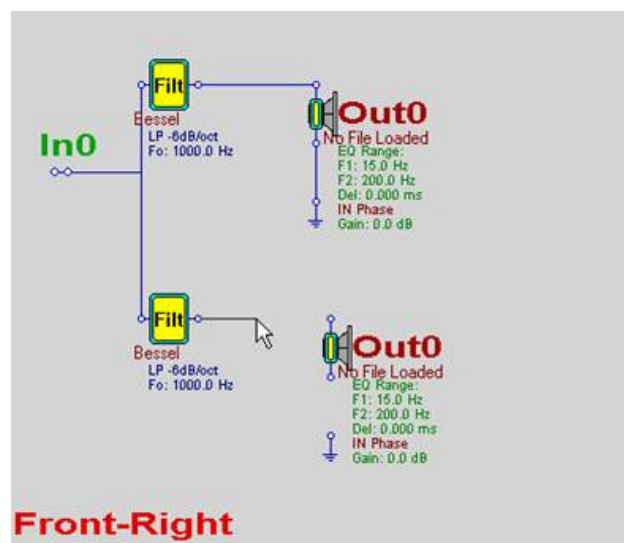 In0
Filt
Bessel
LP -6dB/oct
Fo: 1000.0 Hz
Out0
No File Loaded
EQ Range:
F1: 15.0 Hz
F2: 200.0 Hz
Del: 0.000 ms
IN Phase
Gain: 0.0 dB
Filt
Bessel
LP -6dB/oct
Fo: 1000.0 Hz
Out0
No File Loaded
EQ Range:
F1: 15.0 Hz
F2: 200.0 Hz
Del: 0.000 ms
IN Phase
Gain: 0.0 dB
Front-Right